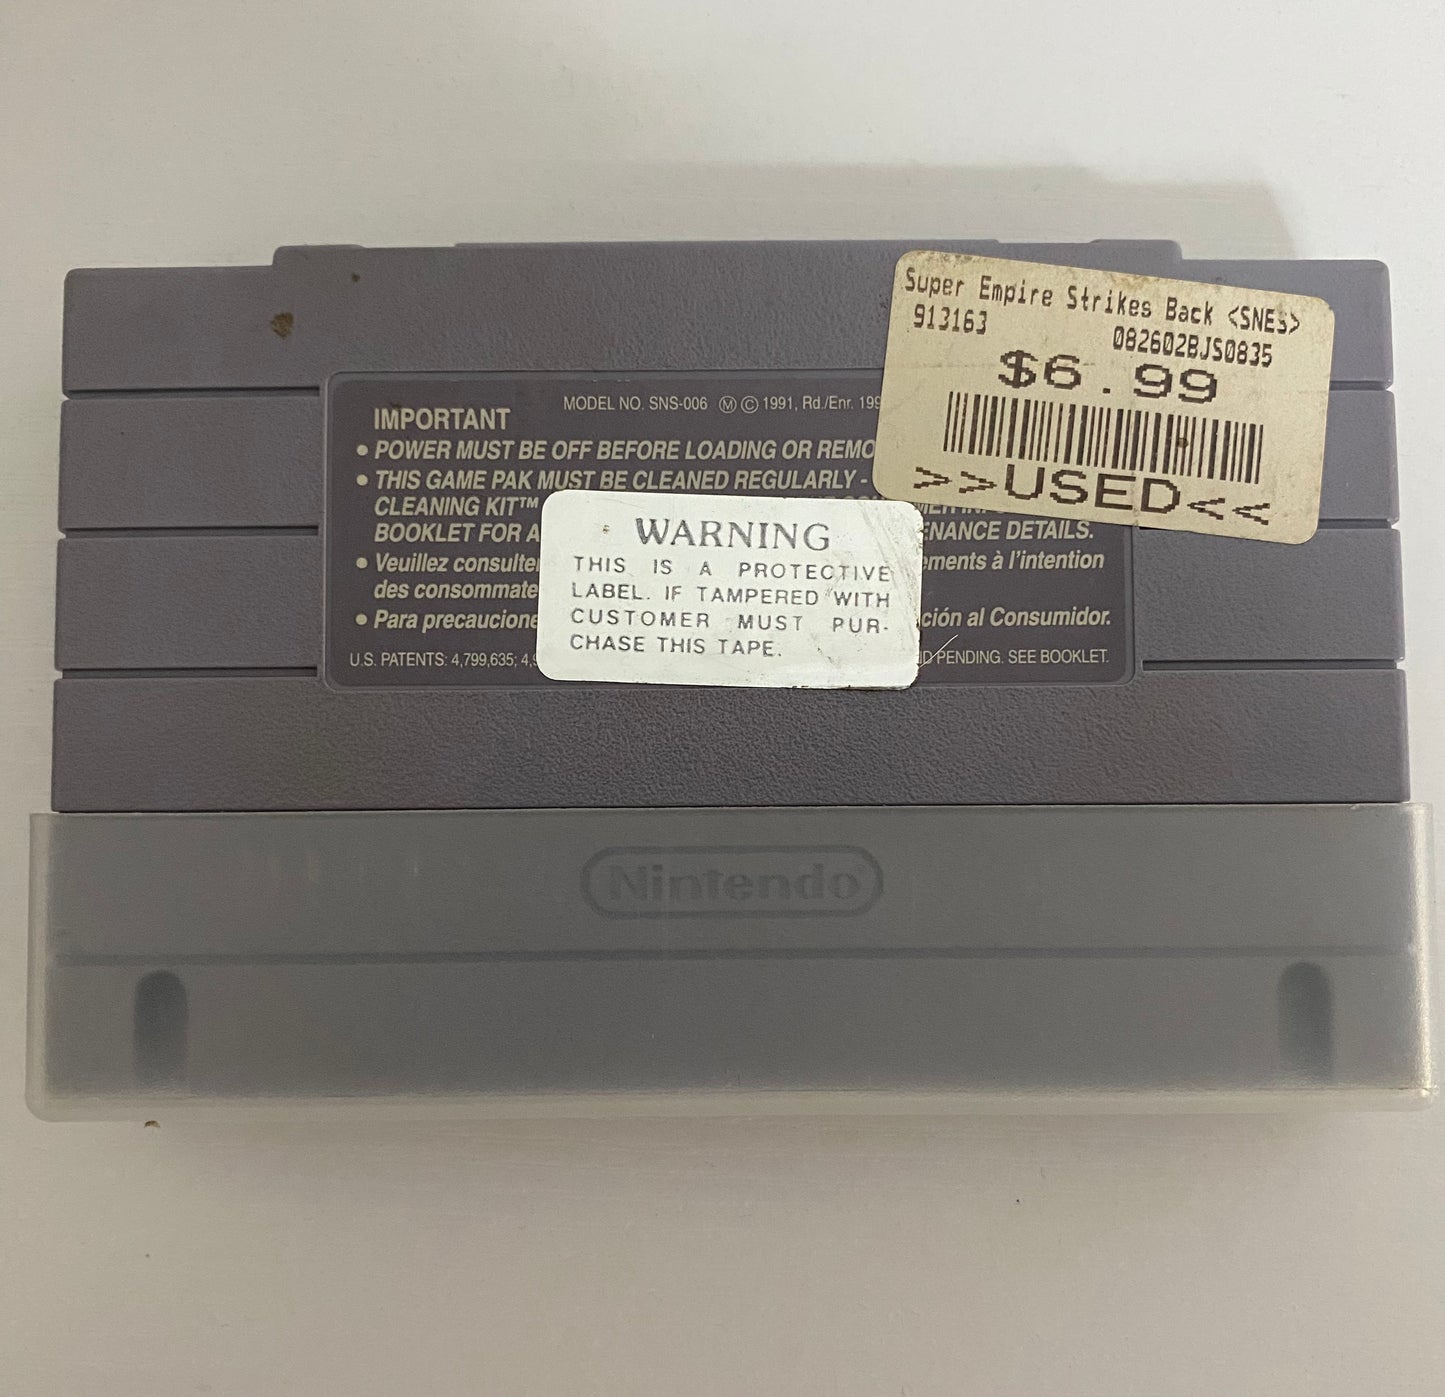 Super Empire Strikes Back <SNES>
913163 082602BJS0835
$6.99
>>USED<<
MODEL NO. SNS-006 Ⓜ © 1991, Rd./Enr. 199
IMPORTANT
• POWER MUST BE OFF BEFORE LOADING OR REMO
• THIS GAME PAK MUST BE CLEANED REGULARLY -
CLEANING KIT™
BOOKLET FOR A ENANCE DETAILS.
• Veuillez consulter ements à l'intention
des consommate
• Para precaucione ción al Consumidor.
U.S. PATENTS: 4,799,635; 4,9 D PENDING. SEE BOOKLET.
WARNING
THIS IS A PROTECTIVE
LABEL. IF TAMPERED WITH
CUSTOMER MUST PUR-
CHASE THIS TAPE.
Nintendo